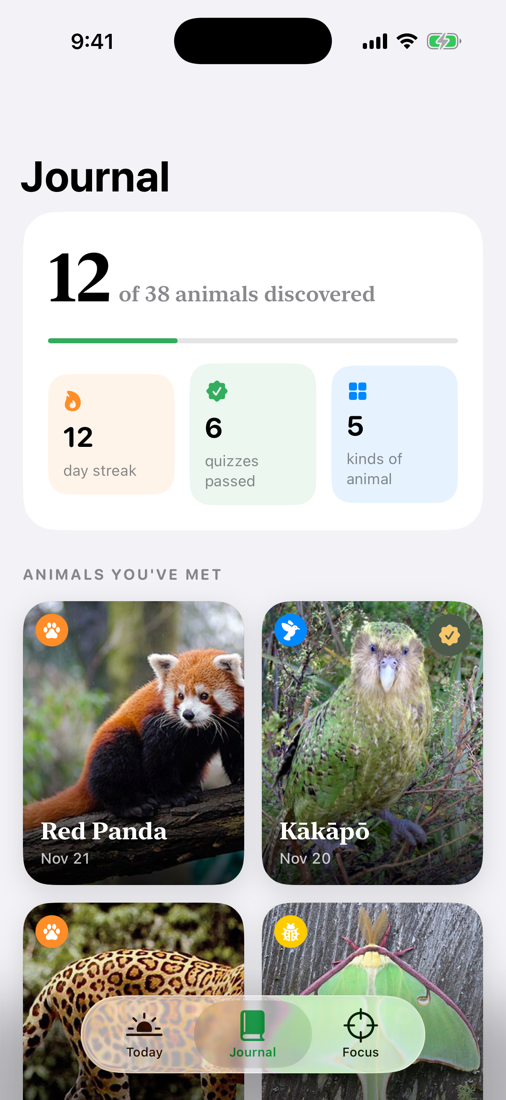 9:41
Journal
12 of 38 animals discovered
12
day streak
6
quizzes
passed
5
kinds of
animal
ANIMALS YOU'VE MET
Red Panda
Nov 21
Kākāpō
Nov 20
Today
Journal
Focus